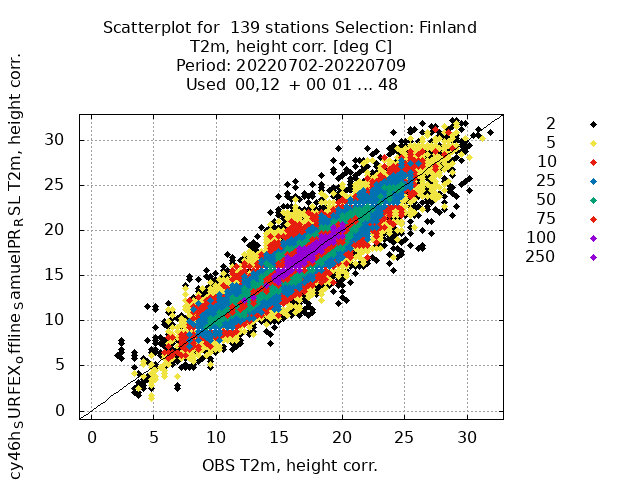 Scatterplot for  139 stations Selection: Finland
T2m, height corr. [deg C]
Period: 20220702-20220709
Used  00,12  + 00 01 ... 48
cy46h_SURFEX_offline_SamuelPR_RSL T2m, height corr.
30
25
20
15
10
5
0
0 5 10 15 20 25 30
OBS T2m, height corr.
2
5
10
25
50
75
100
250